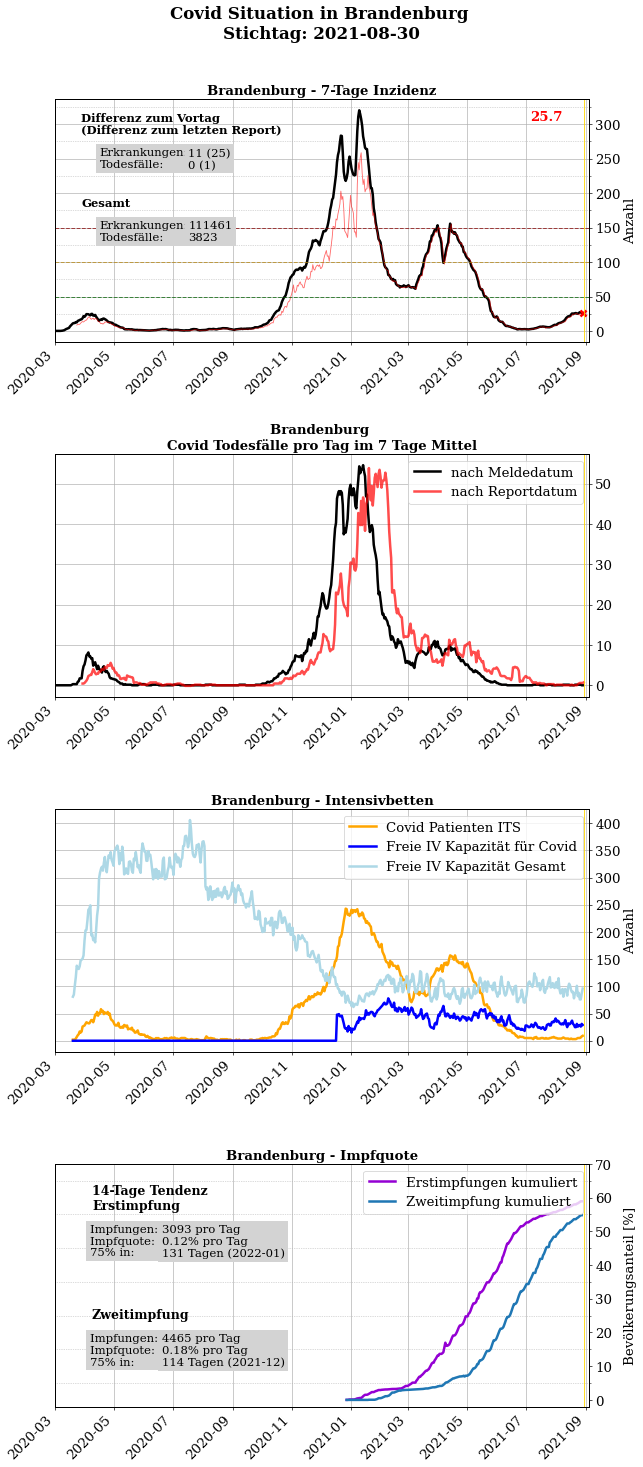 Covid Situation in Brandenburg
Stichtag: 2021-08-30
Brandenburg - 7-Tage Inzidenz
Differenz zum Vortag
(Differenz zum letzten Report)
Erkrankungen 11 (25)
Todesfälle: 0 (1)
Gesamt
Erkrankungen 111461
Todesfälle: 3823
25.7
300
250
200
150
100
50
0
Anzahl
2020-03
2020-05
2020-07
2020-09
2020-11
2021-01
2021-03
2021-05
2021-07
2021-09
Brandenburg
Covid Todesfälle pro Tag im 7 Tage Mittel
nach Meldedatum
nach Reportdatum
50
40
30
20
10
0
2020-03
2020-05
2020-07
2020-09
2020-11
2021-01
2021-03
2021-05
2021-07
2021-09
Brandenburg - Intensivbetten
Covid Patienten ITS
Freie IV Kapazität für Covid
Freie IV Kapazität Gesamt
400
350
300
250
200
150
100
50
0
Anzahl
2020-03
2020-05
2020-07
2020-09
2020-11
2021-01
2021-03
2021-05
2021-07
2021-09
Brandenburg - Impfquote
14-Tage Tendenz
Erstimpfung
Impfungen: 3093 pro Tag
Impfquote: 0.12% pro Tag
75% in: 131 Tagen (2022-01)
Zweitimpfung
Impfungen: 4465 pro Tag
Impfquote: 0.18% pro Tag
75% in: 114 Tagen (2021-12)
Erstimpfungen kumuliert
Zweitimpfung kumuliert
70
60
50
40
30
20
10
0
Bevölkerungsanteil [%]
2020-03
2020-05
2020-07
2020-09
2020-11
2021-01
2021-03
2021-05
2021-07
2021-09